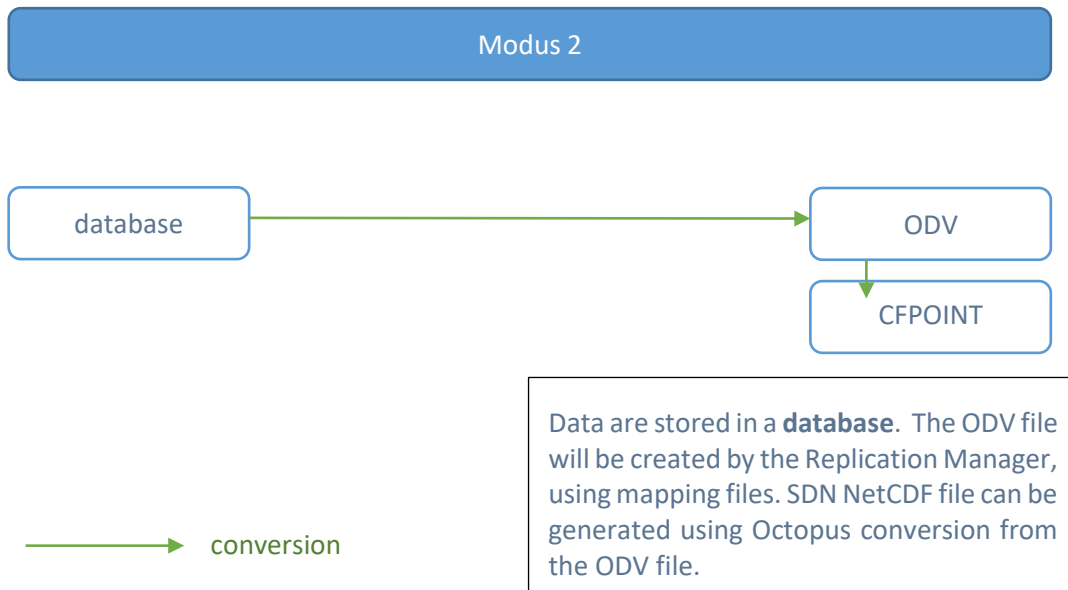 Modus 2
database
ODV
CFPOINT
Data are stored in a database. The ODV file
will be created by the Replication Manager,
using mapping files. SDN NetCDF file can be
generated using Octopus conversion from
the ODV file.
conversion